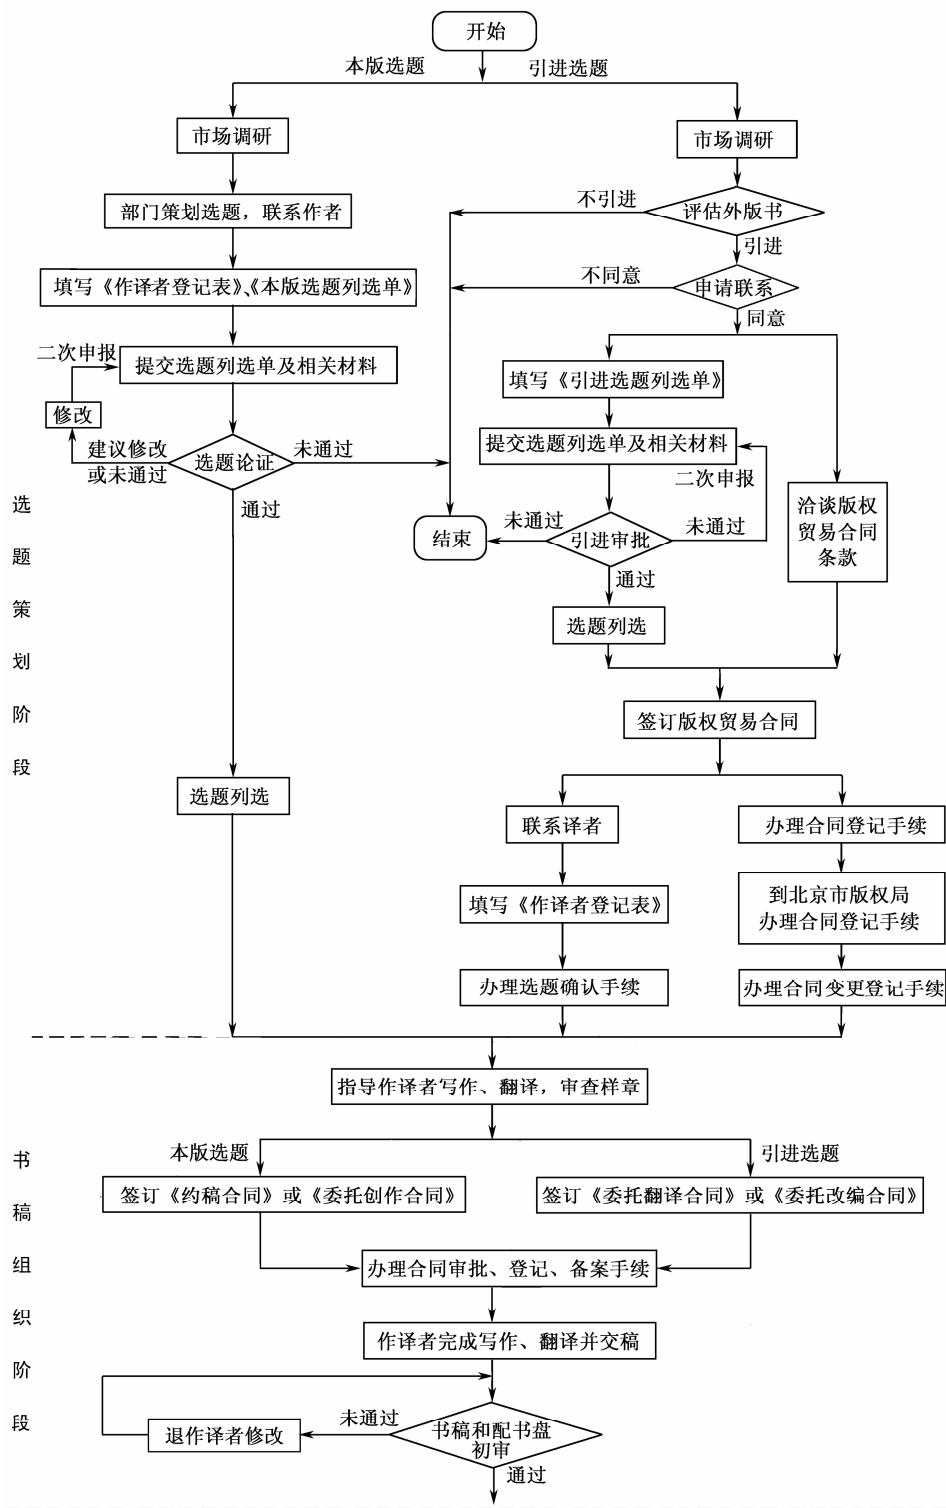 开始
本版选题
引进选题
市场调研
市场调研
部门策划选题，联系作者
不引进
评估外版书
引进
填写《作译者登记表》、《本版选题列选单》
不同意
申请联系
同意
二次申报
提交选题列选单及相关材料
填写《引进选题列选单》
修改
提交选题列选单及相关材料
建议修改
或未通过
选题论证
未通过
二次申报
通过
洽谈版权
贸易合同
条款
结束
未通过
引进审批
未通过
通过
选题列选
签订版权贸易合同
选题策划阶段
选题列选
联系译者
办理合同登记手续
填写《作译者登记表》
到北京市版权局
办理合同登记手续
办理选题确认手续
办理合同变更登记手续
指导作译者写作、翻译，审查样章
本版选题
引进选题
签订《约稿合同》或《委托创作合同》
签订《委托翻译合同》或《委托改编合同》
办理合同审批、登记、备案手续
作译者完成写作、翻译并交稿
书稿组织阶段
退作译者修改
未通过
书稿和配书盘
初审
通过